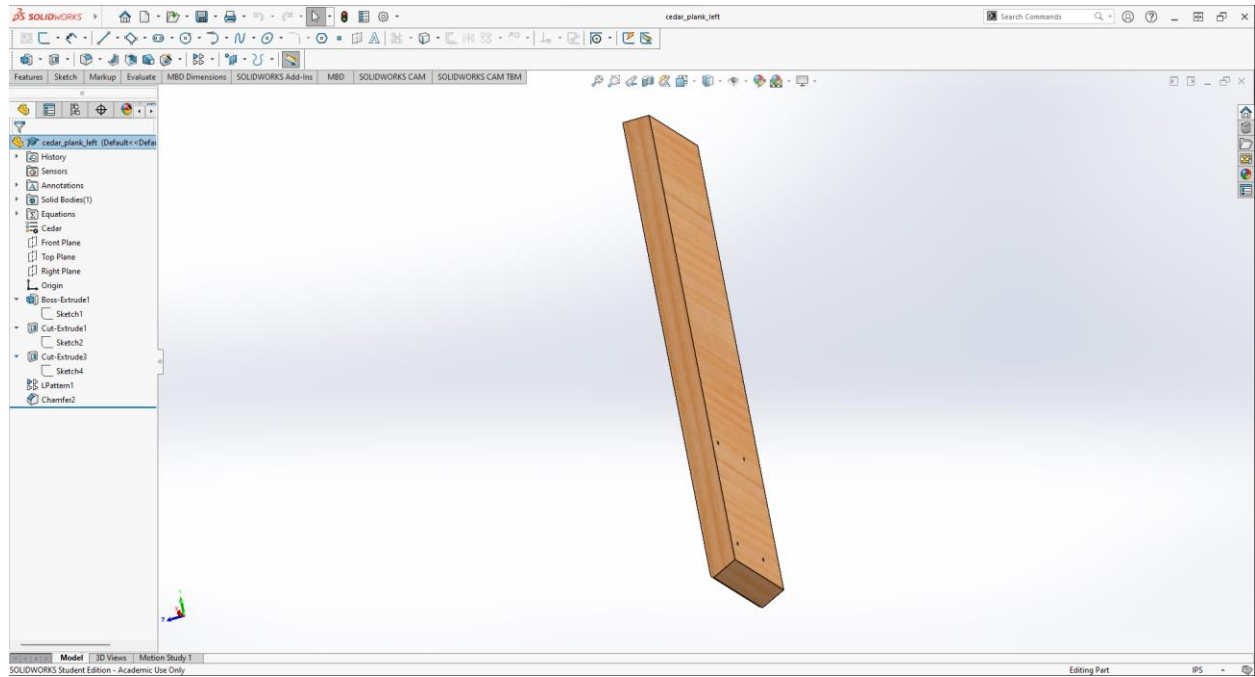 SOLIDWORKS
cedar_plank_left
Search Commands
Features Sketch Markup Evaluate MBD Dimensions SOLIDWORKS Add-Ins MBD SOLIDWORKS CAM SOLIDWORKS CAM TBM
cedar_plank_left (Default<<Defau
History
Sensors
Annotations
Solid Bodies(1)
Equations
Cedar
Front Plane
Top Plane
Right Plane
Origin
Boss-Extrude1
Sketch1
Cut-Extrude1
Sketch2
Cut-Extrude3
Sketch4
LPattern1
Chamfer2
Model 3D Views Motion Study 1
SOLIDWORKS Student Edition - Academic Use Only
Editing Part
IPS